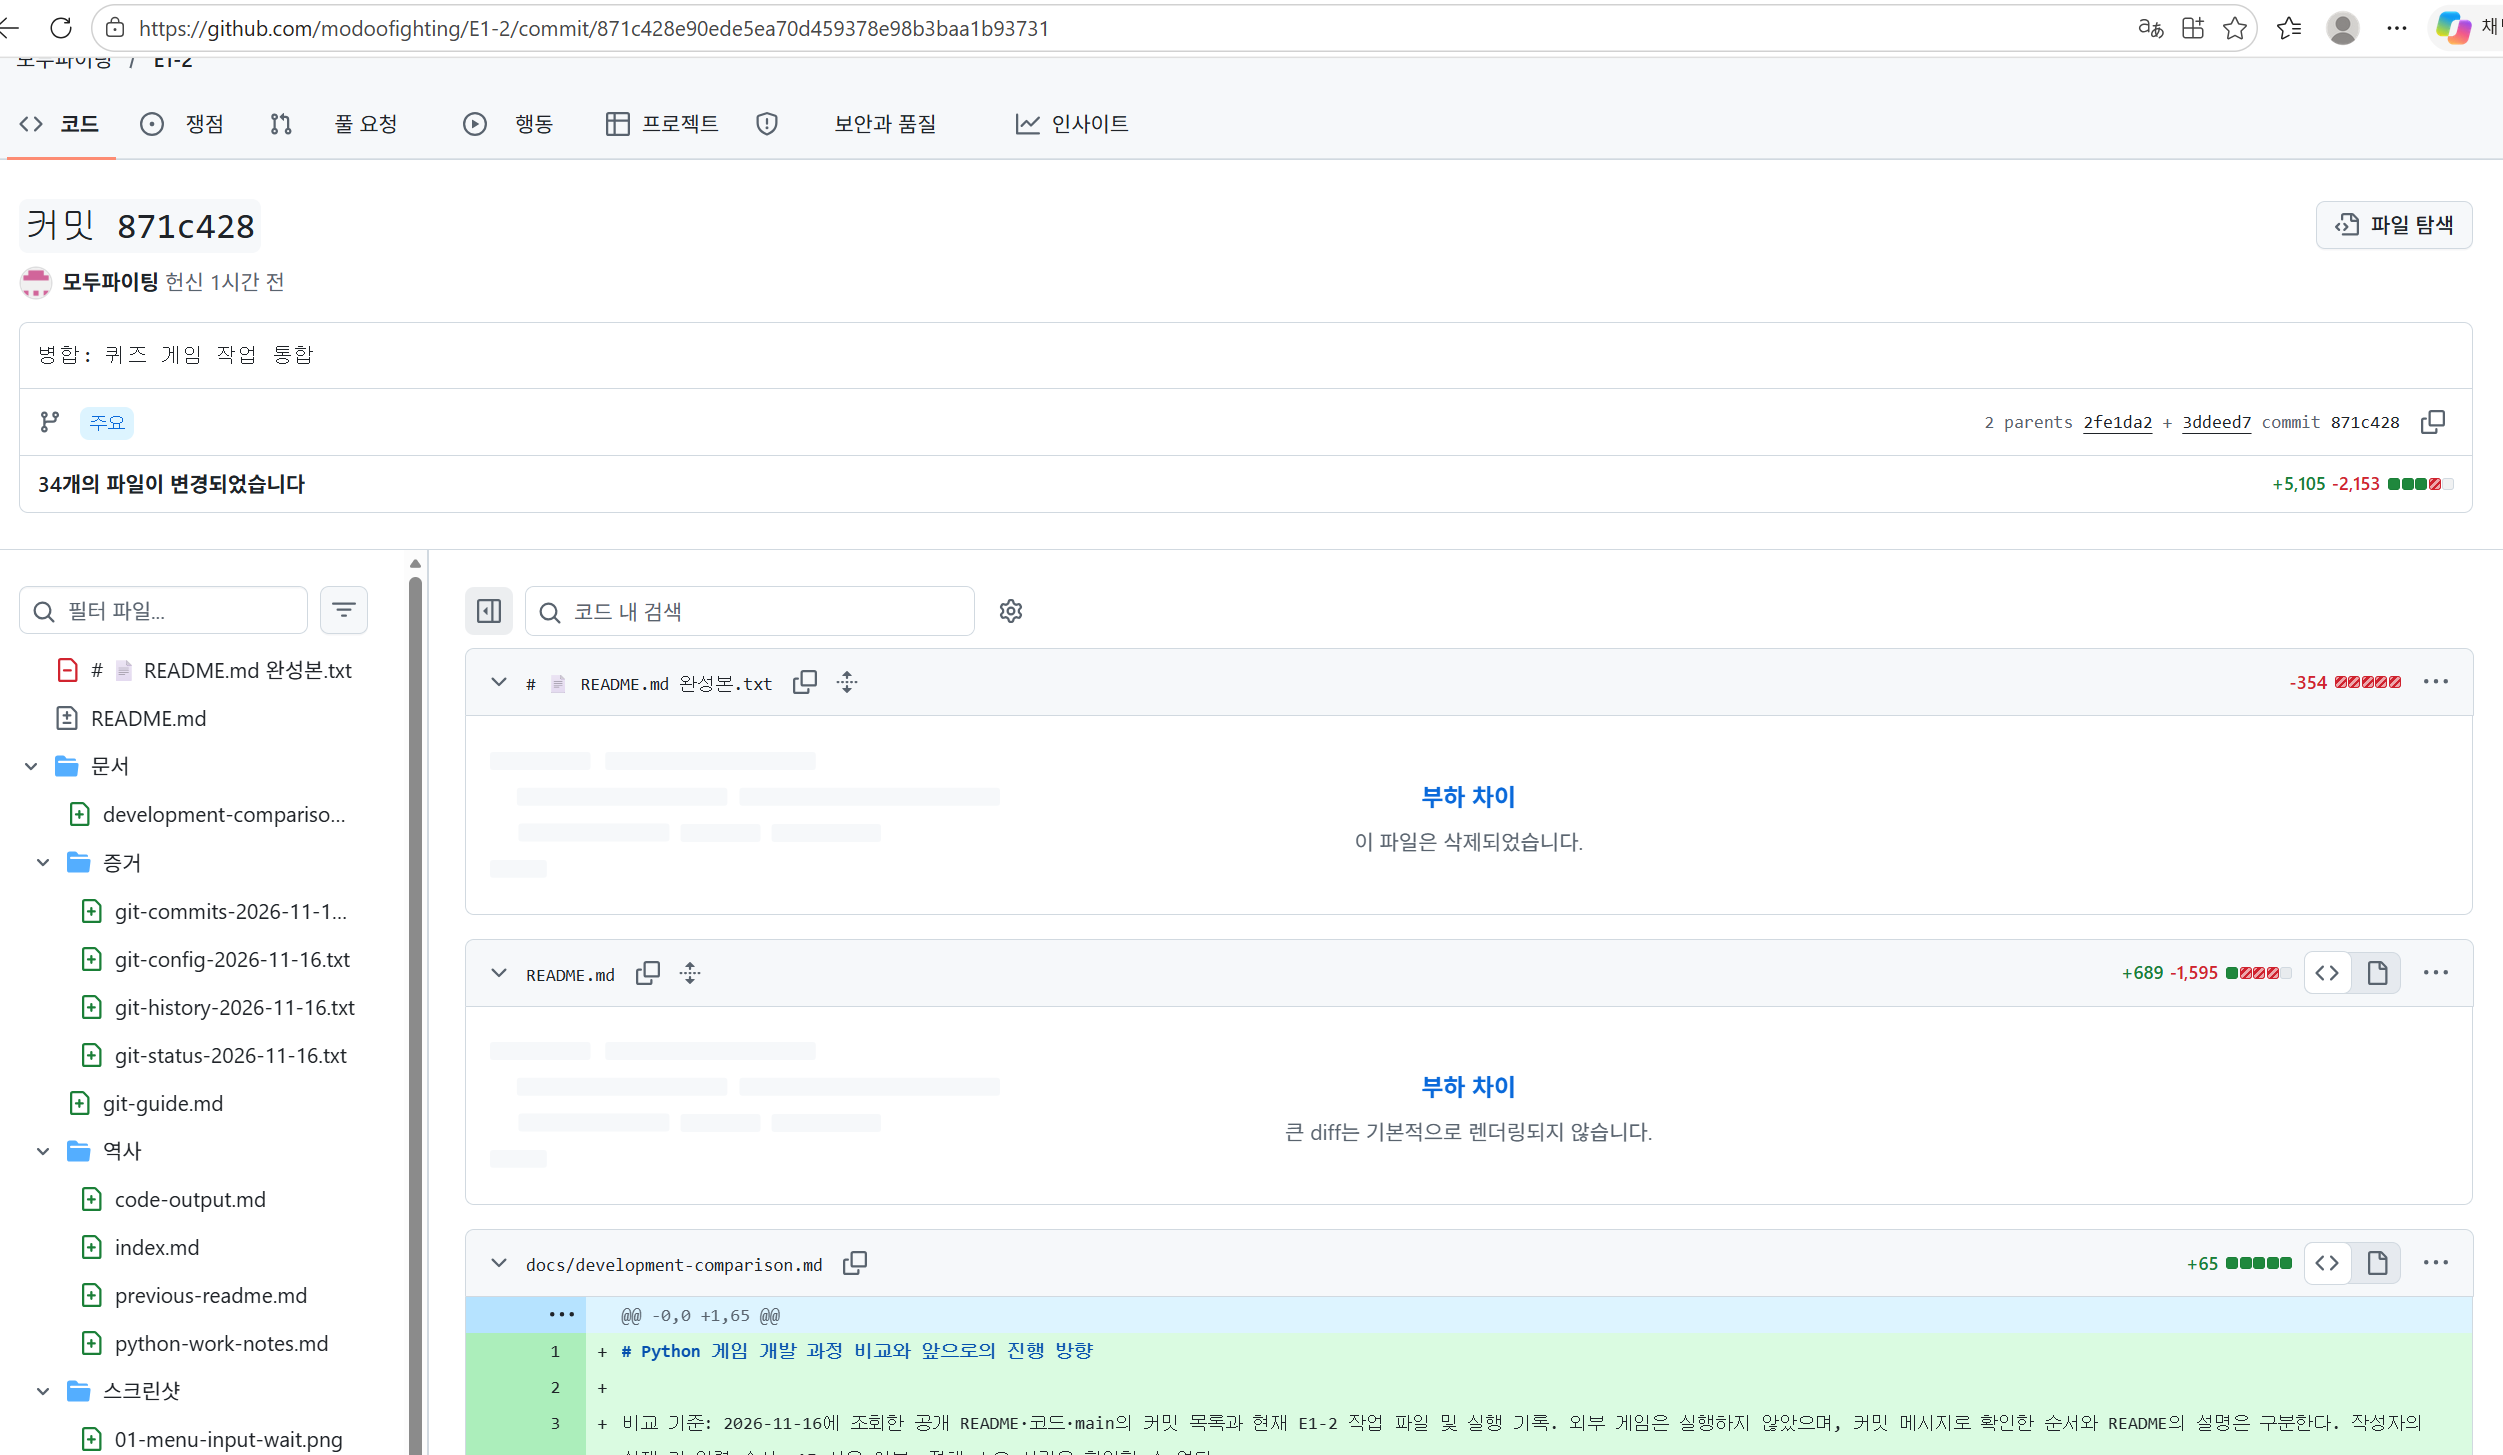 https://github.com/modoofighting/E1-2/commit/871c428e90ede5ea70d459378e98b3baa1b93731
모두파이팅 / E1-2
코드 쟁점 풀 요청 행동 프로젝트 보안과 품질 인사이트
커밋 871c428
파일 탐색
모두파이팅 헌신 1시간 전
병합: 퀴즈 게임 작업 통합
주요
2 parents 2fe1da2 + 3ddeed7 commit 871c428
34개의 파일이 변경되었습니다
+5,105 -2,153
필터 파일...
# README.md 완성본.txt
README.md
문서
development-compariso...
증거
git-commits-2026-11-1...
git-config-2026-11-16.txt
git-history-2026-11-16.txt
git-status-2026-11-16.txt
git-guide.md
역사
code-output.md
index.md
previous-readme.md
python-work-notes.md
스크린샷
01-menu-input-wait.png
코드 내 검색
# README.md 완성본.txt
-354
부하 차이
이 파일은 삭제되었습니다.
README.md
+689 -1,595
부하 차이
큰 diff는 기본적으로 렌더링되지 않습니다.
docs/development-comparison.md
+65
@@ -0,0 +1,65 @@
1 + # Python 게임 개발 과정 비교와 앞으로의 진행 방향
2 +
3 + 비교 기준: 2026-11-16에 조회한 공개 README·코드·main의 커밋 목록과 현재 E1-2 작업 파일 및 실행 기록. 외부 게임은 실행하지 않았으며, 커밋 메시지로 확인한 순서와 README의 설명은 구분한다. 작성자의